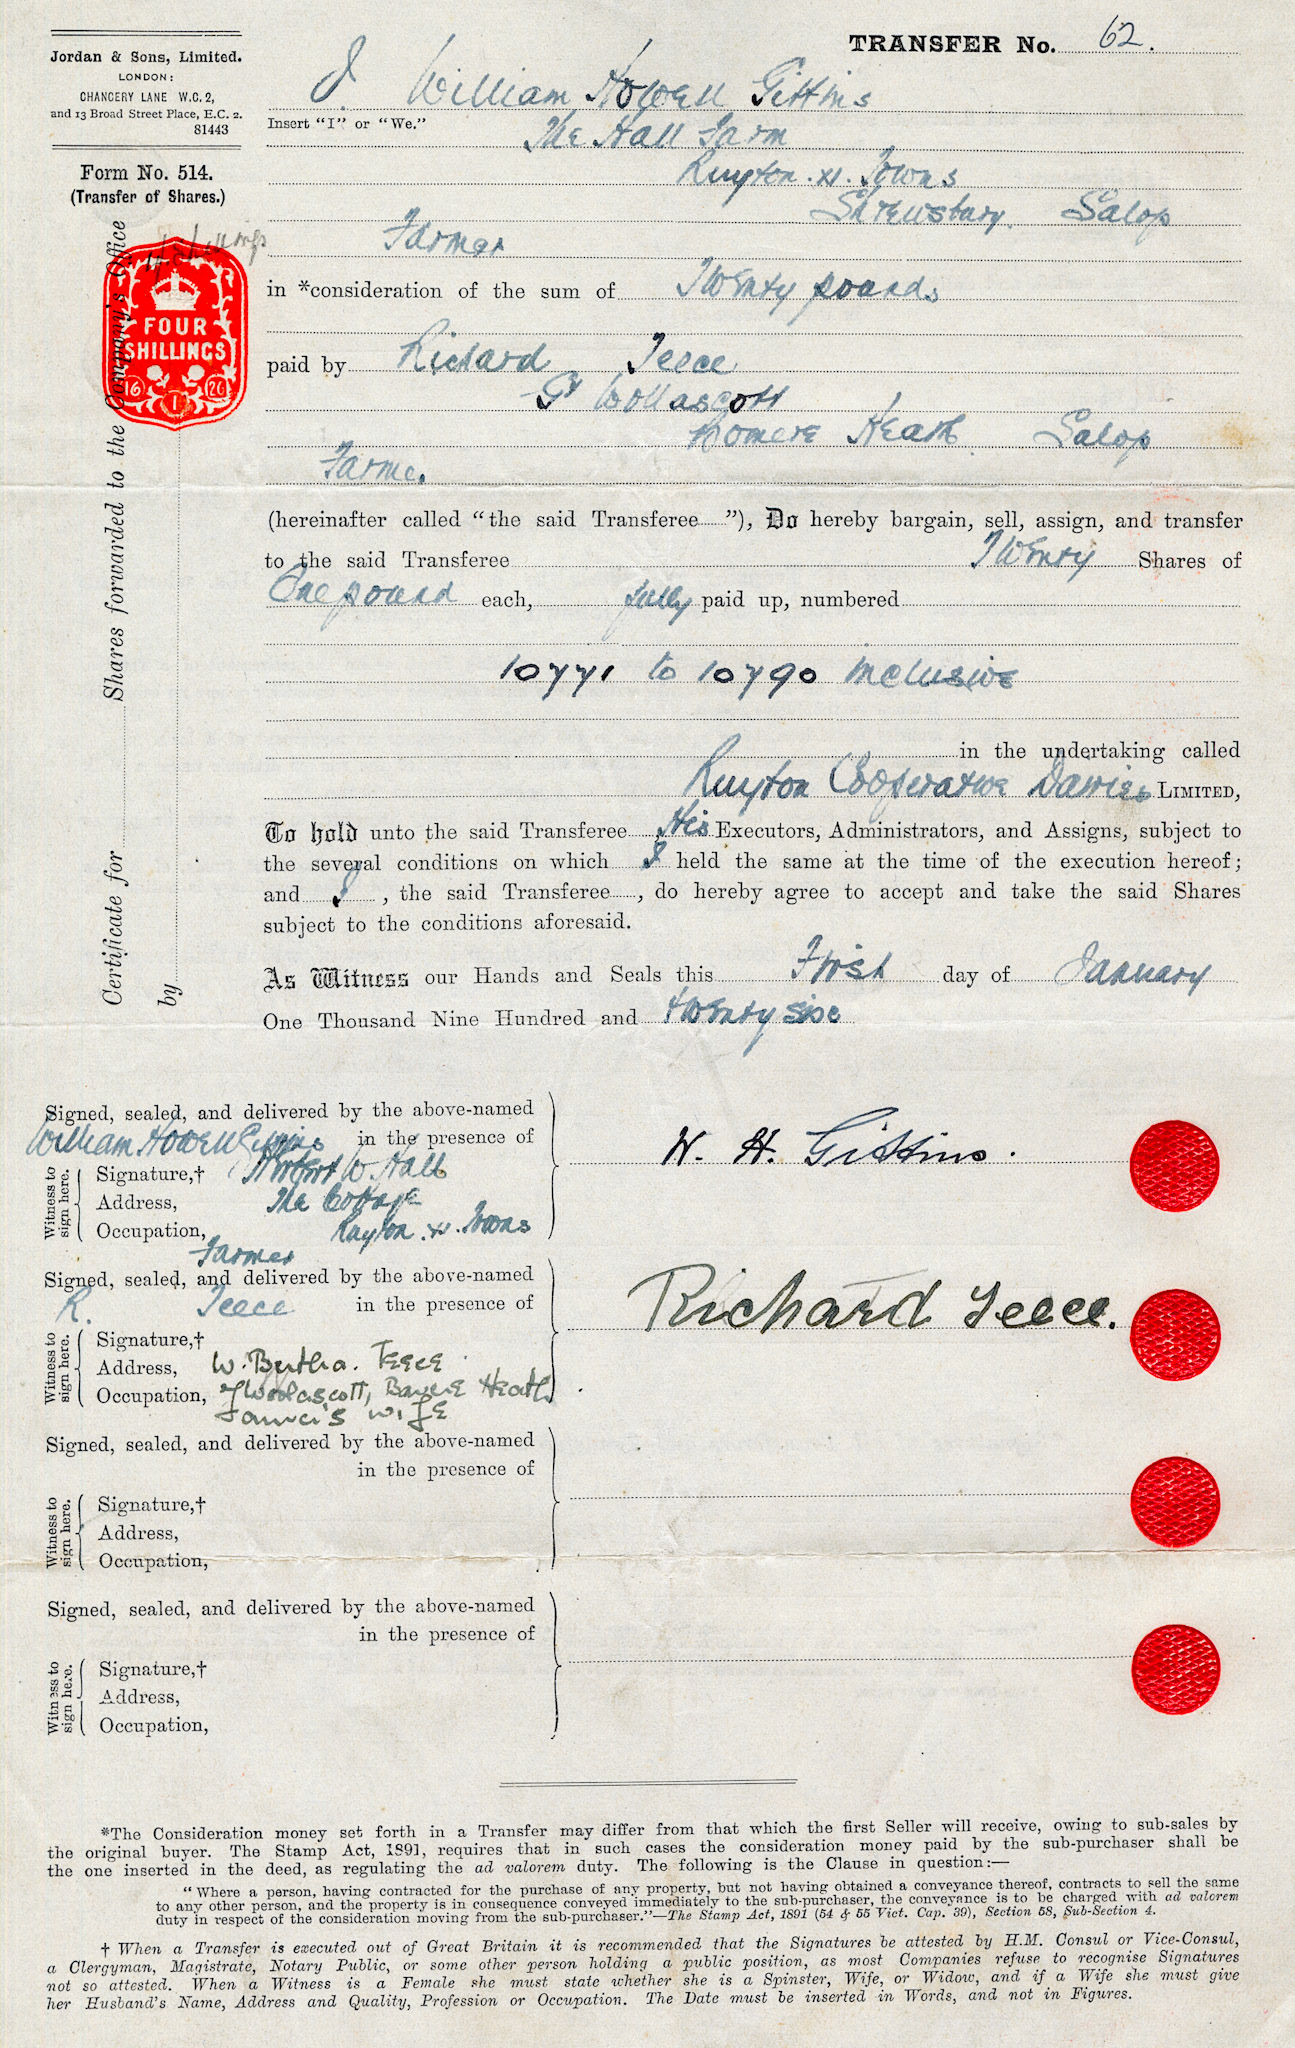 Jordan & Sons, Limited.
LONDON:
CHANCERY LANE W.C. 2,
and 13 Broad Street Place, E.C. 2.
81443
Form No. 514.
(Transfer of Shares.)
4 shillings
FOUR
SHILLINGS
16 1 26
Certificate for Shares forwarded to the Company's Office
by
TRANSFER No. 62.
I William Howell Gittins
Insert "I" or "We."
The Hall Farm
Ruyton. XI. Towns
Shrewsbury. Salop
Farmer
in *consideration of the sum of Twenty pounds
paid by Richard Teece
Wollascott
Heath Salop
Farmer
(hereinafter called "the said Transferee "), Do hereby bargain, sell, assign, and transfer
to the said Transferee Twenty Shares of
One pound each, fully paid up, numbered
10771 to 10790 inclusive
in the undertaking called
Ruyton Cooperative Dairies LIMITED,
To hold unto the said Transferee His Executors, Administrators, and Assigns, subject to
the several conditions on which I held the same at the time of the execution hereof;
and I , the said Transferee , do hereby agree to accept and take the said Shares
subject to the conditions aforesaid.
As Witness our Hands and Seals this First day of January
One Thousand Nine Hundred and twenty six
Signed, sealed, and delivered by the above-named
William Howell Gittins in the presence of
W. H. Gittins.
Witness to sign here.
Signature,† Herbert W. Hall
Address, The Cottage
Occupation, Ruyton. XI. Towns
Farmer
Signed, sealed, and delivered by the above-named
R. Teece in the presence of
Richard Teece.
Witness to sign here.
Signature,†
Address, W. Bertha. Teece
Occupation, Woolascott, Heath
Farmer's wife
Signed, sealed, and delivered by the above-named
in the presence of
Witness to sign here.
Signature,†
Address,
Occupation,
Signed, sealed, and delivered by the above-named
in the presence of
Witness to sign here.
Signature,†
Address,
Occupation,
*The Consideration money set forth in a Transfer may differ from that which the first Seller will receive, owing to sub-sales by
the original buyer. The Stamp Act, 1891, requires that in such cases the consideration money paid by the sub-purchaser shall be
the one inserted in the deed, as regulating the ad valorem duty. The following is the Clause in question:—
"Where a person, having contracted for the purchase of any property, but not having obtained a conveyance thereof, contracts to sell the same
to any other person, and the property is in consequence conveyed immediately to the sub-purchaser, the conveyance is to be charged with ad valorem
duty in respect of the consideration moving from the sub-purchaser."—The Stamp Act, 1891 (54 & 55 Vict. Cap. 39), Section 58, Sub-Section 4.
† When a Transfer is executed out of Great Britain it is recommended that the Signatures be attested by H.M. Consul or Vice-Consul,
a Clergyman, Magistrate, Notary Public, or some other person holding a public position, as most Companies refuse to recognise Signatures
not so attested. When a Witness is a Female she must state whether she is a Spinster, Wife, or Widow, and if a Wife she must give
her Husband's Name, Address and Quality, Profession or Occupation. The Date must be inserted in Words, and not in Figures.